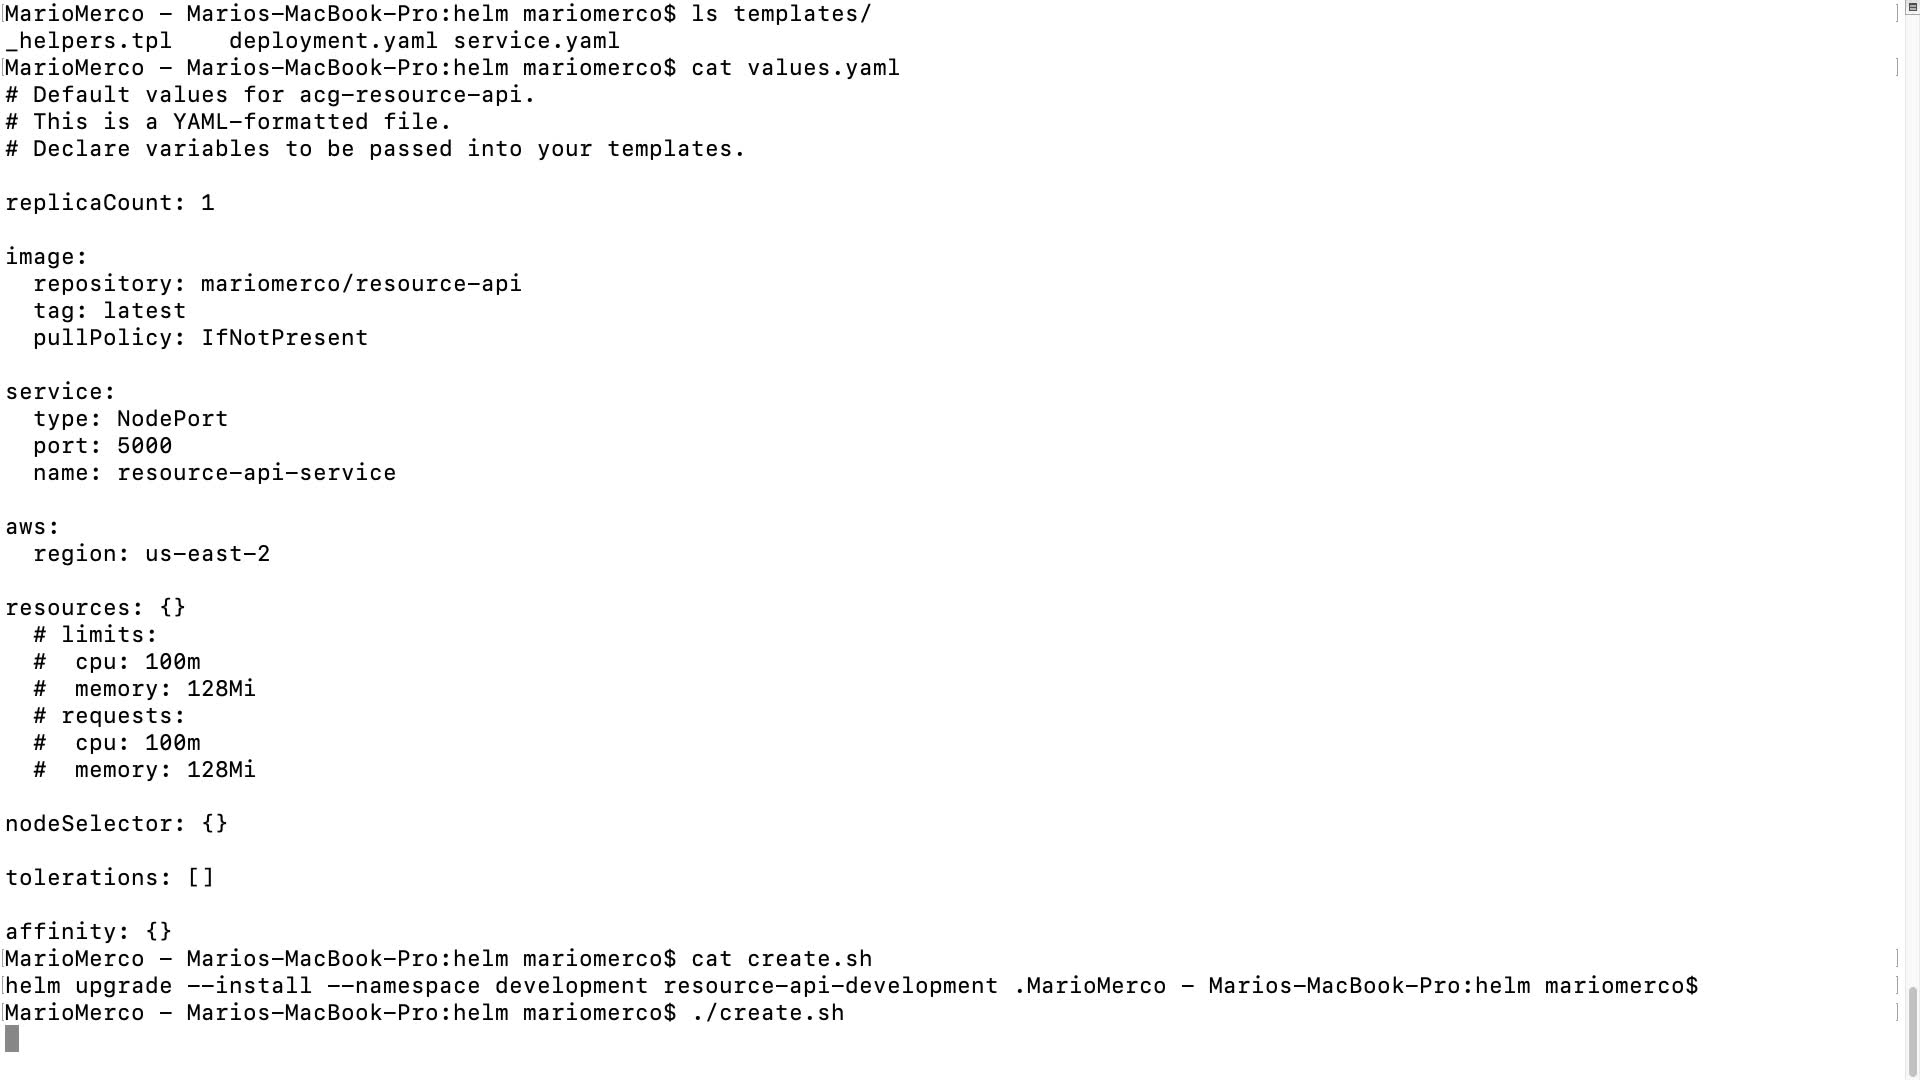 MarioMerco - Marios-MacBook-Pro:helm mariomerco$ ls templates/
_helpers.tpl    deployment.yaml service.yaml
MarioMerco - Marios-MacBook-Pro:helm mariomerco$ cat values.yaml
# Default values for acg-resource-api.
# This is a YAML-formatted file.
# Declare variables to be passed into your templates.
replicaCount: 1
image:
  repository: mariomerco/resource-api
  tag: latest
  pullPolicy: IfNotPresent
service:
  type: NodePort
  port: 5000
  name: resource-api-service
aws:
  region: us-east-2
resources: {}
  # limits:
  #  cpu: 100m
  #  memory: 128Mi
  # requests:
  #  cpu: 100m
  #  memory: 128Mi
nodeSelector: {}
tolerations: []
affinity: {}
MarioMerco - Marios-MacBook-Pro:helm mariomerco$ cat create.sh
helm upgrade --install --namespace development resource-api-development .MarioMerco - Marios-MacBook-Pro:helm mariomerco$
MarioMerco - Marios-MacBook-Pro:helm mariomerco$ ./create.sh